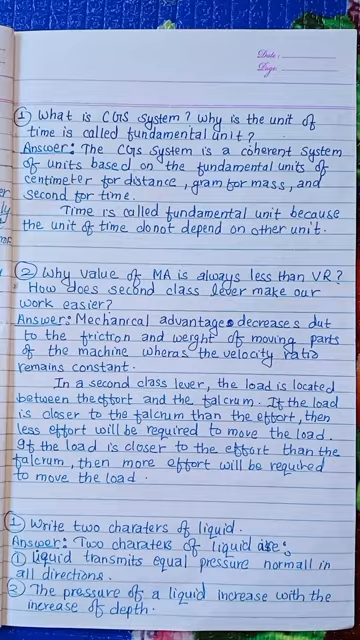 Date:
Page:
① What is CGS system? Why is the unit of
time is called fundamental unit?
Answer: The CGS system is a coherent system
of units based on the fundamental units of
centimeter for distance, gram for mass, and
second for time.
Time is called fundamental unit because
the unit of time donot depend on other unit.
② Why value of MA is always less than VR?
How does second class lever make our
work easier?
Answer: Mechanical advantage decreases dut
to the friction and weight of moving parts
of the machine wheras the velocity ratio
remains constant.
In a second class lever, the load is located
between the effort and the falcrum. If the load
is closer to the falcrum than the effort, then
less effort will be required to move the load.
If the load is closer to the effort than the
falcrum, then more effort will be required
to move the load.
① Write two charaters of liquid.
Answer: Two charaters of liquid are:
① Liquid transmits equal pressure normall in
all directions.
② The pressure of a liquid increase with the
increase of depth.